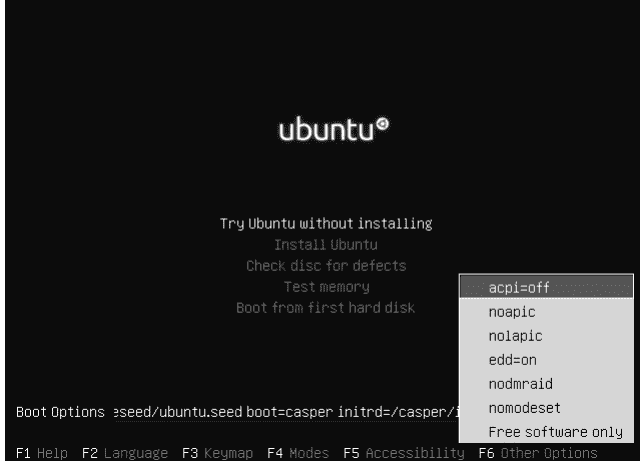 ubuntu
Try Ubuntu without installing
Install Ubuntu
Check disc for defects
Test memory
Boot from first hard disk
acpi=off
noapic
nolapic
edd=on
nodmraid
nomodeset
Free software only
Boot Options eseed/ubuntu.seed boot=casper initrd=/casper/i
F1 Help F2 Language F3 Keymap F4 Modes F5 Accessibility F6 Other Options